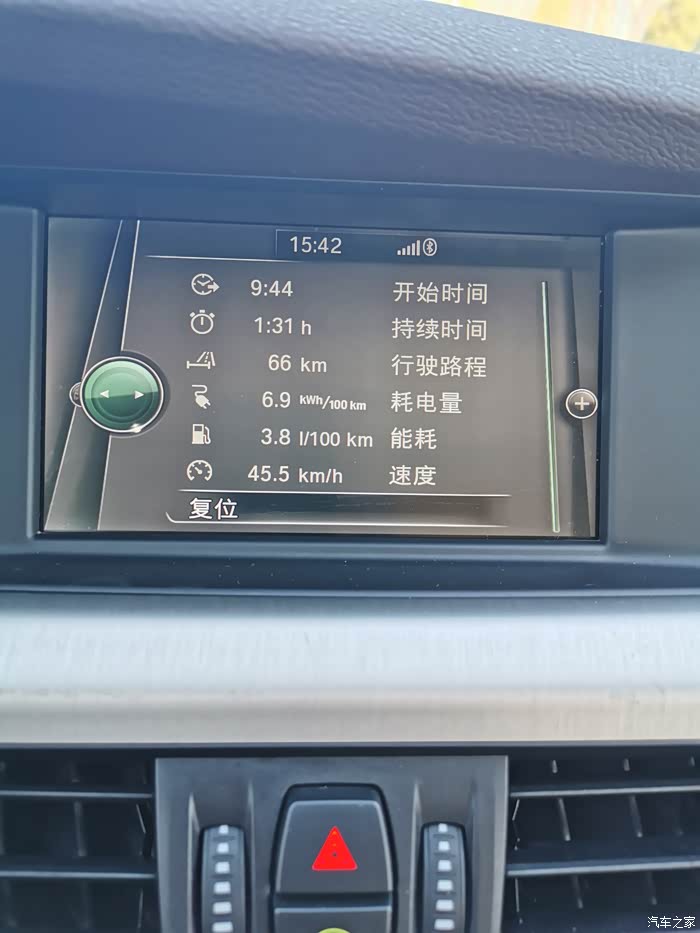 15:42
9:44 开始时间
1:31 h 持续时间
66 km 行驶路程
6.9 kWh/100 km 耗电量
3.8 l/100 km 能耗
45.5 km/h 速度
复位
汽车之家